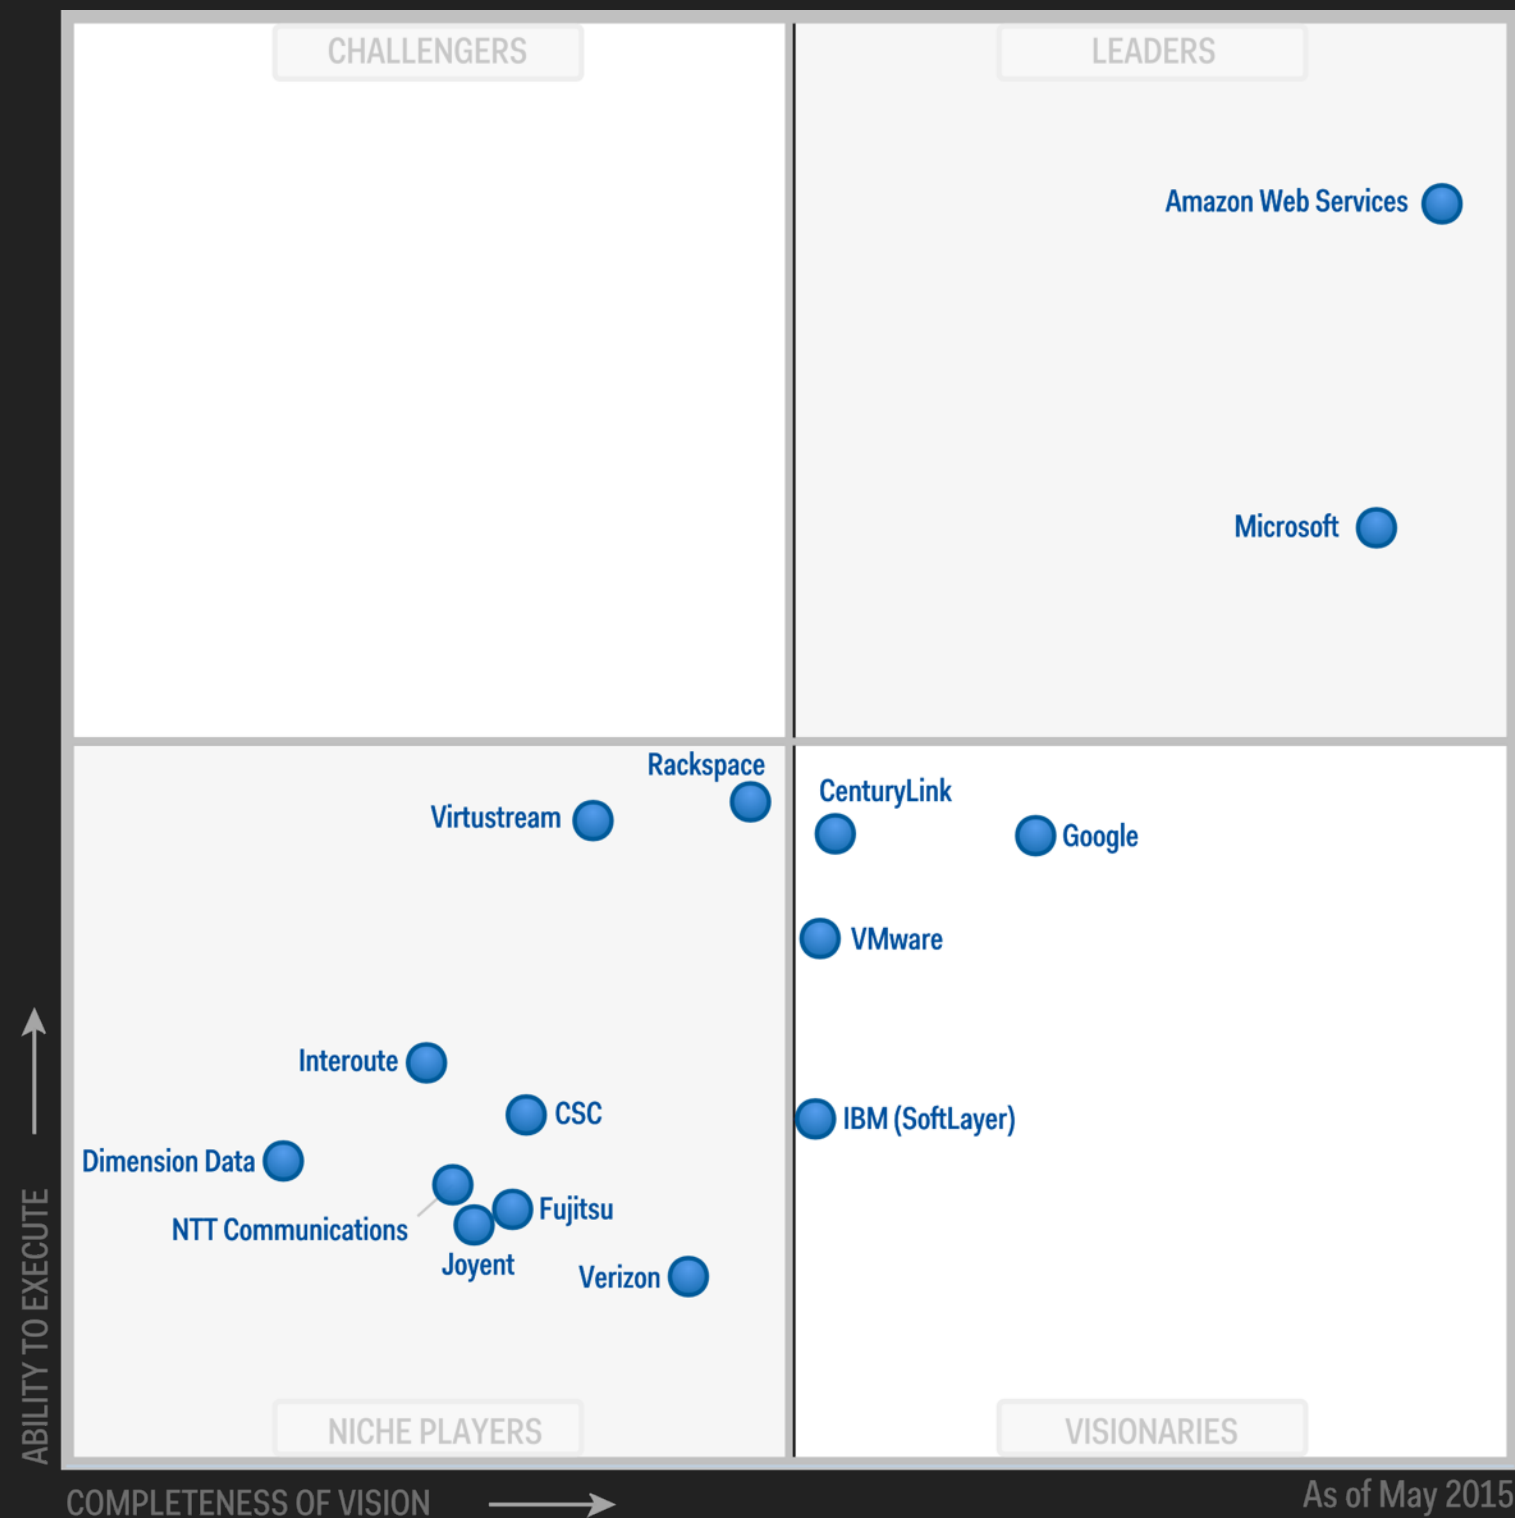 CHALLENGERS
LEADERS
Amazon Web Services
Microsoft
Rackspace
Virtustream
CenturyLink
Google
VMware
Interoute
CSC
IBM (SoftLayer)
Dimension Data
Fujitsu
NTT Communications
Joyent
Verizon
NICHE PLAYERS
VISIONARIES
ABILITY TO EXECUTE
COMPLETENESS OF VISION
As of May 2015